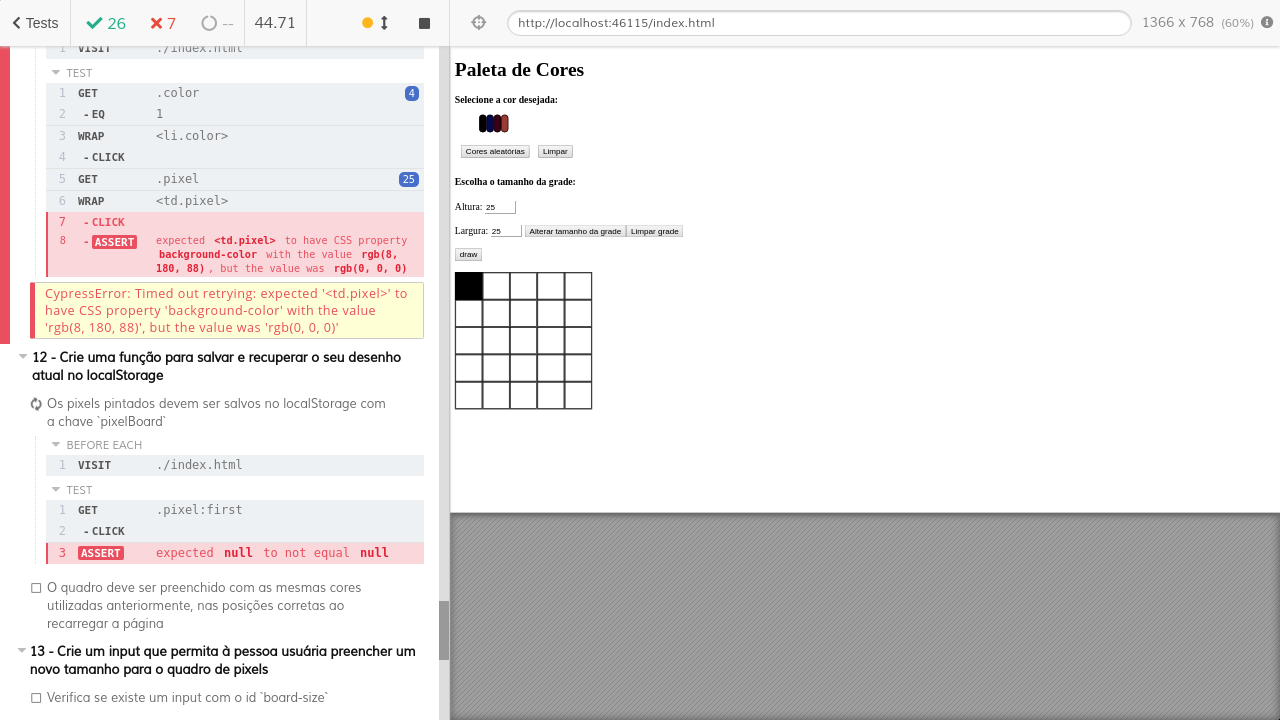 Tests 26 7 -- 44.71
1 VISIT ./index.html
TEST
1 GET .color 4
2 - EQ 1
3 WRAP <li.color>
4 - CLICK
5 GET .pixel 25
6 WRAP <td.pixel>
7 - CLICK
8 - ASSERT expected <td.pixel> to have CSS property
background-color with the value rgb(8,
180, 88), but the value was rgb(0, 0, 0)
CypressError: Timed out retrying: expected '<td.pixel>' to
have CSS property 'background-color' with the value
'rgb(8, 180, 88)', but the value was 'rgb(0, 0, 0)'
12 - Crie uma função para salvar e recuperar o seu desenho
atual no localStorage
Os pixels pintados devem ser salvos no localStorage com
a chave `pixelBoard`
BEFORE EACH
1 VISIT ./index.html
TEST
1 GET .pixel:first
2 - CLICK
3 ASSERT expected null to not equal null
O quadro deve ser preenchido com as mesmas cores
utilizadas anteriormente, nas posições corretas ao
recarregar a página
13 - Crie um input que permita à pessoa usuária preencher um
novo tamanho para o quadro de pixels
Verifica se existe um input com o id `board-size`
http://localhost:46115/index.html 1366 x 768 (60%)
Paleta de Cores
Selecione a cor desejada:
Cores aleatórias Limpar
Escolha o tamanho da grade:
Altura: 25
Largura: 25 Alterar tamanho da grade Limpar grade
draw